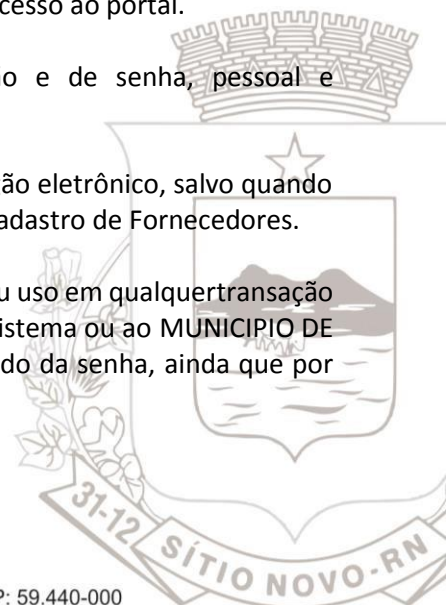 cesso ao portal.
o e de senha, pessoal e
ão eletrônico, salvo quando
adastro de Fornecedores.
u uso em qualquertransação
istema ou ao MUNICIPIO DE
do da senha, ainda que por
31-12
SÍTIO NOVO-RN
P: 59.440-000